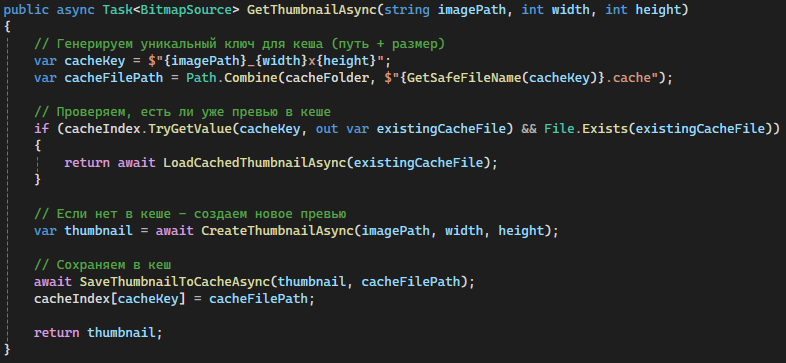 public async Task<BitmapSource> GetThumbnailAsync(string imagePath, int width, int height)
{
// Генерируем уникальный ключ для кеша (путь + размер)
var cacheKey = $"{imagePath}_{width}x{height}";
var cacheFilePath = Path.Combine(cacheFolder, $"{GetSafeFileName(cacheKey)}.cache");
// Проверяем, есть ли уже превью в кеше
if (cacheIndex.TryGetValue(cacheKey, out var existingCacheFile) && File.Exists(existingCacheFile))
{
return await LoadCachedThumbnailAsync(existingCacheFile);
}
// Если нет в кеше – создаем новое превью
var thumbnail = await CreateThumbnailAsync(imagePath, width, height);
// Сохраняем в кеш
await SaveThumbnailToCacheAsync(thumbnail, cacheFilePath);
cacheIndex[cacheKey] = cacheFilePath;
return thumbnail;
}